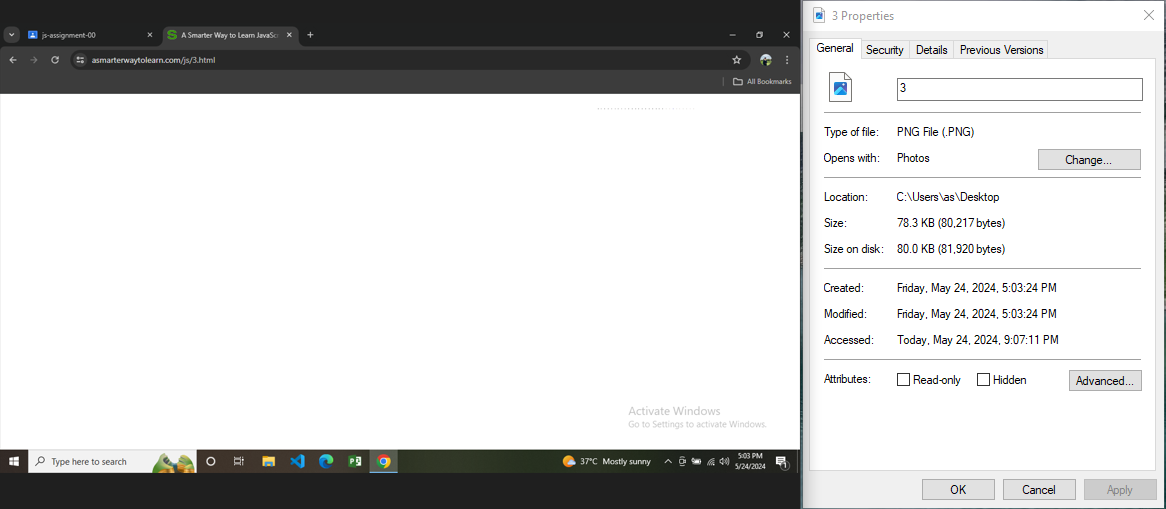 js-assignment-00
A Smarter Way to Learn JavaScr
asmarterwaytolearn.com/js/3.html
All Bookmarks
Activate Windows
Go to Settings to activate Windows.
Type here to search
37°C Mostly sunny
5:03 PM
5/24/2024
1
3 Properties
General Security Details Previous Versions
3
Type of file: PNG File (.PNG)
Opens with: Photos Change...
Location: C:\Users\as\Desktop
Size: 78.3 KB (80,217 bytes)
Size on disk: 80.0 KB (81,920 bytes)
Created: Friday, May 24, 2024, 5:03:24 PM
Modified: Friday, May 24, 2024, 5:03:24 PM
Accessed: Today, May 24, 2024, 9:07:11 PM
Attributes: Read-only Hidden Advanced...
OK Cancel Apply